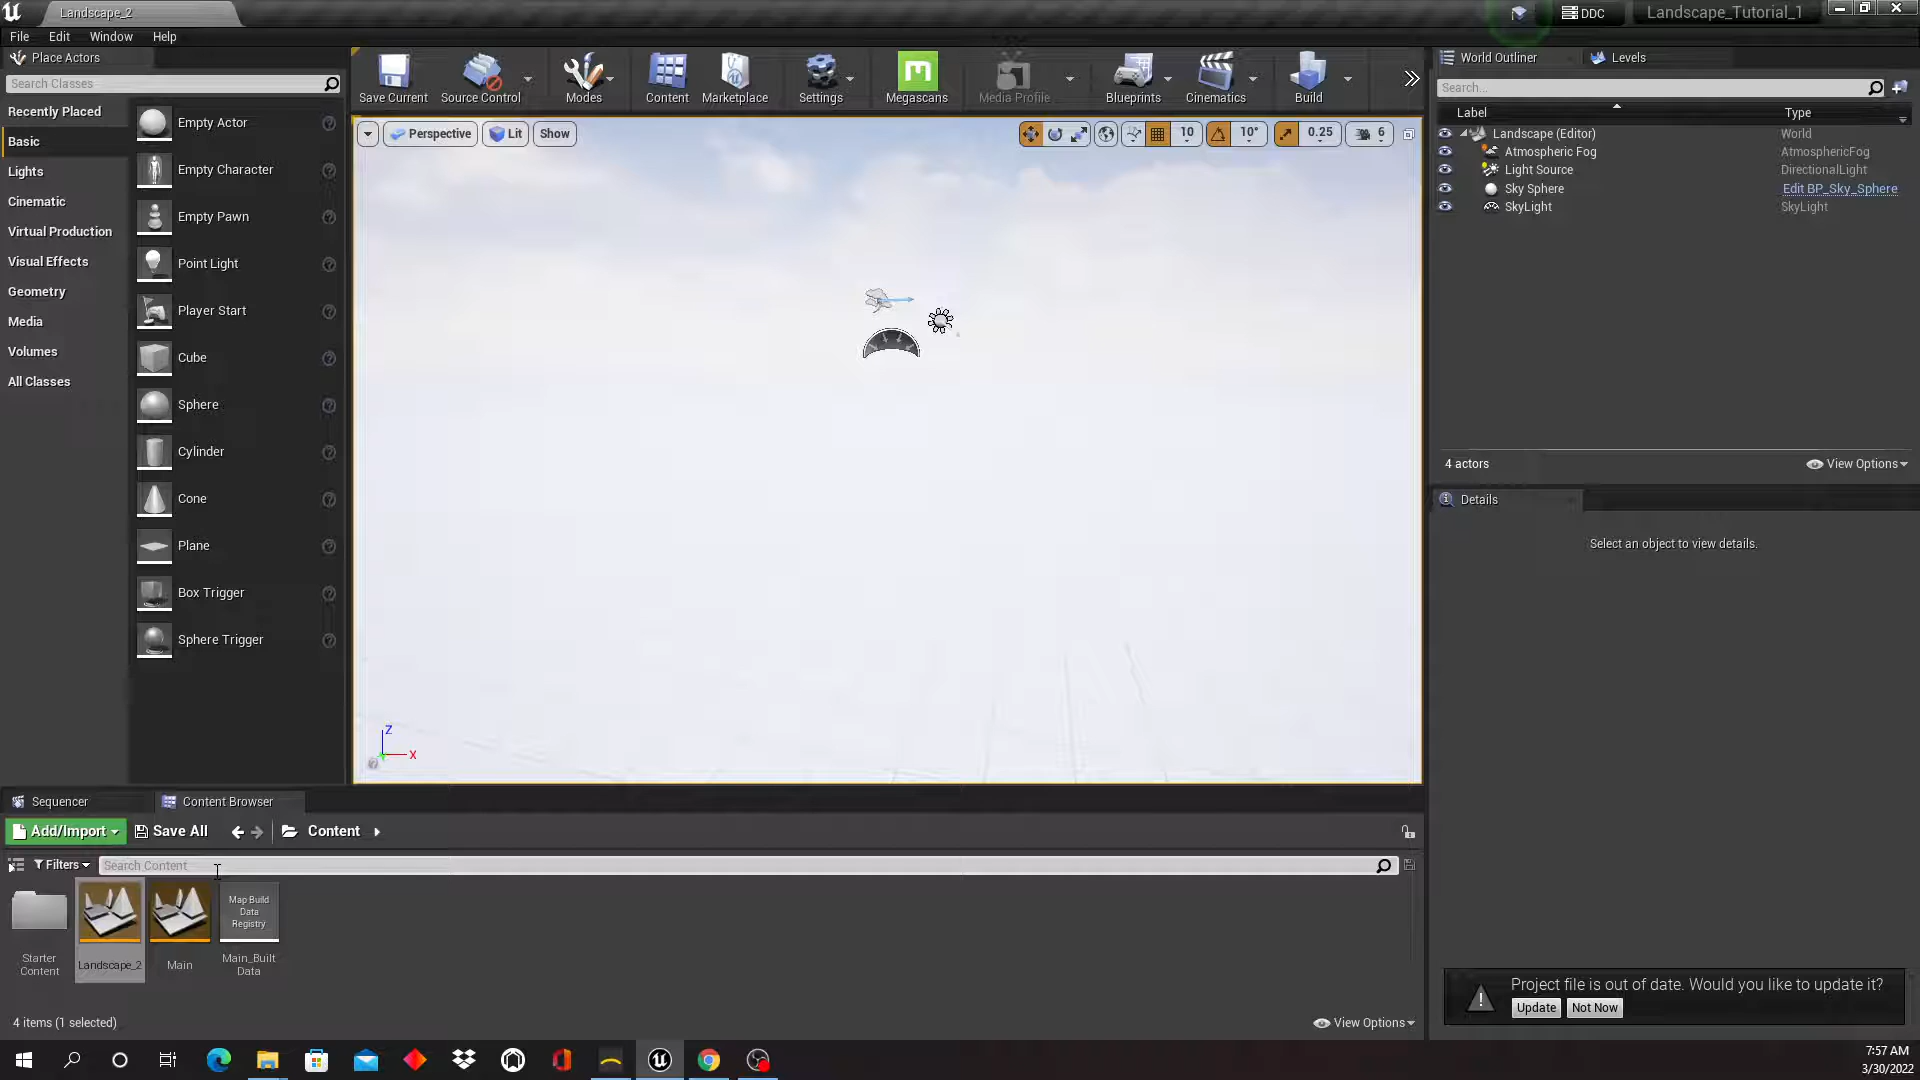 Landscape_2
DDC
Landscape_Tutorial_1
File Edit Window Help
Place Actors
Search Classes
Recently Placed
Basic
Lights
Cinematic
Virtual Production
Visual Effects
Geometry
Media
Volumes
All Classes
Empty Actor
Empty Character
Empty Pawn
Point Light
Player Start
Cube
Sphere
Cylinder
Cone
Plane
Box Trigger
Sphere Trigger
Save Current Source Control Modes Content Marketplace Settings Megascans Media Profile Blueprints Cinematics Build
Perspective Lit Show
10 10° 0.25 6
Z
X
World Outliner Levels
Search...
Label Type
Landscape (Editor) World
Atmospheric Fog AtmosphericFog
Light Source DirectionalLight
Sky Sphere Edit BP_Sky_Sphere
SkyLight SkyLight
4 actors View Options
Details
Select an object to view details.
Sequencer Content Browser
Add/Import Save All Content
Filters Search Content
Map Build
Data
Registry
Starter
Content
Landscape_2
Main
Main_Built
Data
4 items (1 selected) View Options
Project file is out of date. Would you like to update it?
Update Not Now
7:57 AM
3/30/2022